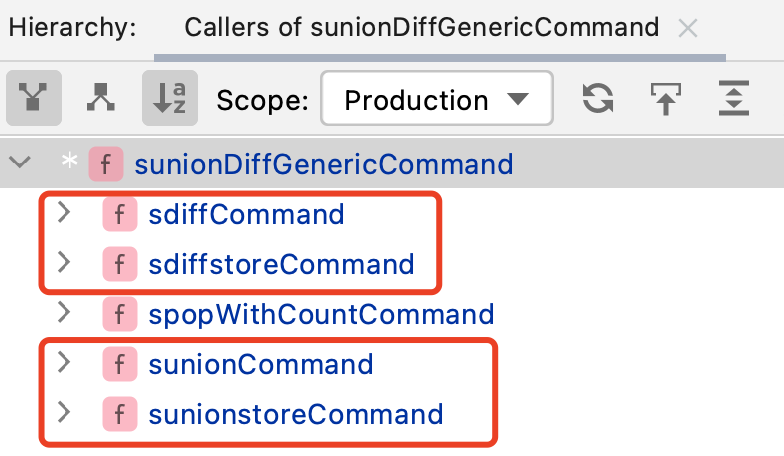 Hierarchy: Callers of sunionDiffGenericCommand
Scope: Production
* f sunionDiffGenericCommand
f sdiffCommand
f sdiffstoreCommand
f spopWithCountCommand
f sunionCommand
f sunionstoreCommand